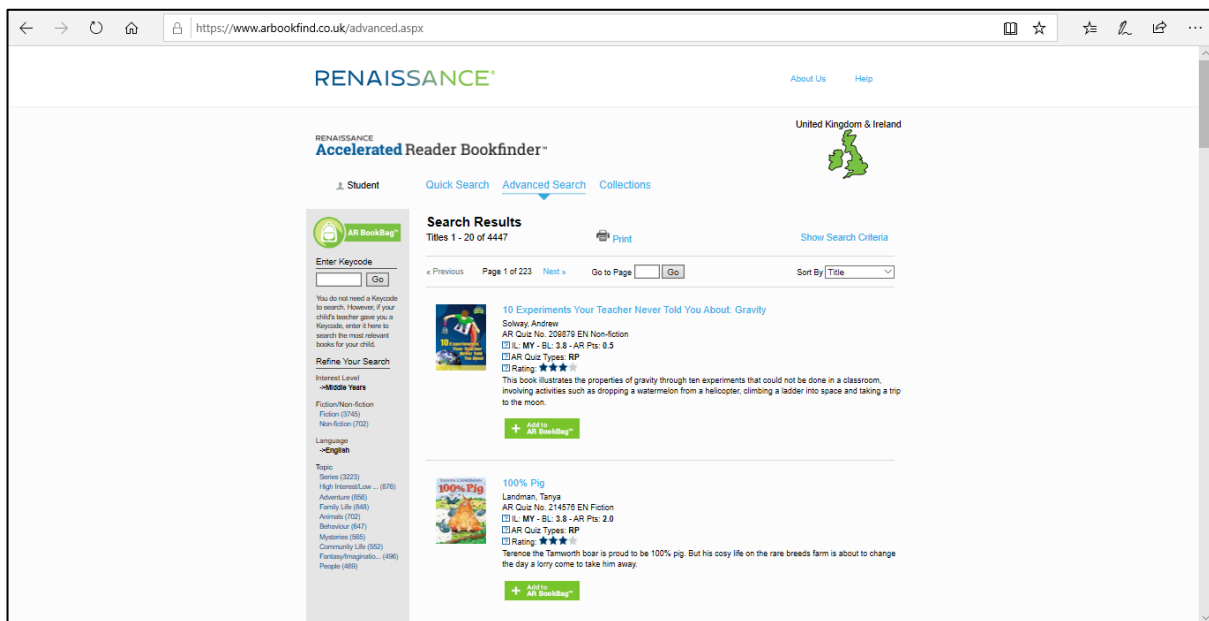 https://www.arbookfind.co.uk/advanced.aspx
RENAISSANCE®
About Us Help
United Kingdom & Ireland
RENAISSANCE
Accelerated Reader Bookfinder™
Student Quick Search Advanced Search Collections
AR BookBag™
Enter Keycode
Go
You do not need a Keycode
to search. However, if your
child's teacher gave you a
Keycode, enter it here to
search the most relevant
books for your child.
Refine Your Search
Interest Level
->Middle Years
Fiction/Non-fiction
Fiction (3745)
Non-fiction (702)
Language
->English
Topic
Series (3223)
High Interest/Low ... (876)
Adventure (856)
Family Life (848)
Animals (702)
Behaviour (647)
Mysteries (565)
Community Life (552)
Fantasy/Imaginatio... (496)
People (469)
Search Results
Titles 1 - 20 of 4447 Print Show Search Criteria
« Previous Page 1 of 223 Next » Go to Page Go Sort By Title
10 Experiments Your Teacher Never Told You About: Gravity
Solway, Andrew
AR Quiz No. 209879 EN Non-fiction
IL: MY - BL: 3.8 - AR Pts: 0.5
AR Quiz Types: RP
Rating:
This book illustrates the properties of gravity through ten experiments that could not be done in a classroom,
involving activities such as dropping a watermelon from a helicopter, climbing a ladder into space and taking a trip
to the moon.
+ Add to
AR BookBag™
100% Pig
100% Pig
Landman, Tanya
AR Quiz No. 214576 EN Fiction
IL: MY - BL: 3.8 - AR Pts: 2.0
AR Quiz Types: RP
Rating:
Terence the Tamworth boar is proud to be 100% pig. But his cosy life on the rare breeds farm is about to change
the day a lorry come to take him away.
+ Add to
AR BookBag™